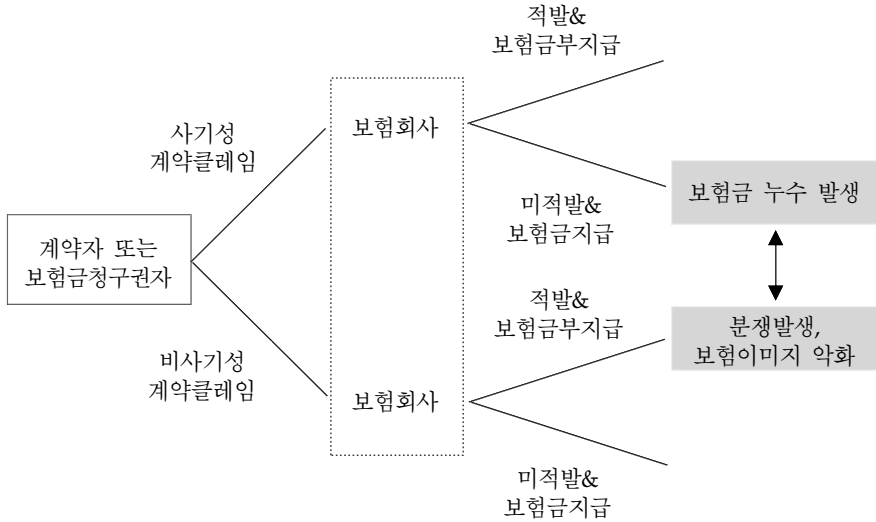 적발&
보험금부지급
사기성
계약클레임
보험회사
미적발&
보험금지급
보험금 누수 발생
계약자 또는
보험금청구권자
적발&
보험금부지급
분쟁발생,
보험이미지 악화
비사기성
계약클레임
보험회사
미적발&
보험금지급